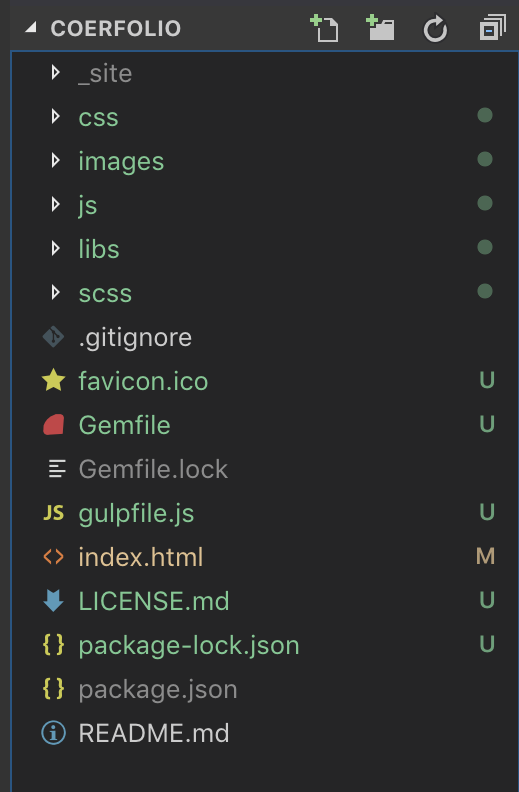 COERFOLIO
_site
css
images
js
libs
scss
.gitignore
favicon.ico U
Gemfile U
Gemfile.lock
JS gulpfile.js U
<> index.html M
LICENSE.md U
{} package-lock.json U
{} package.json
README.md